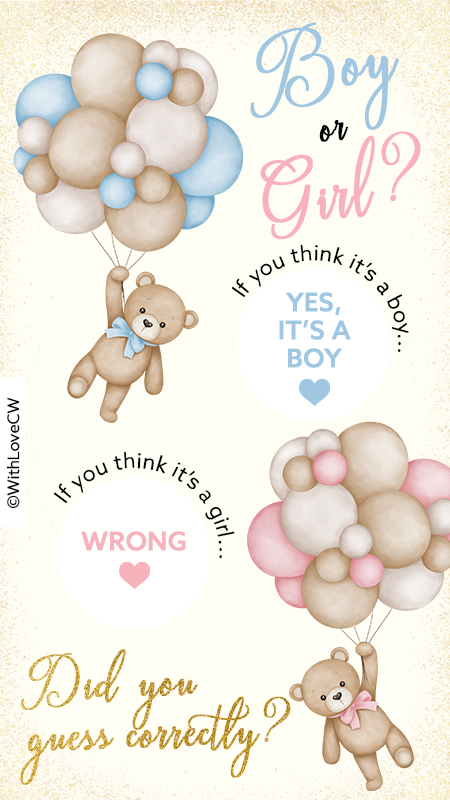 Boy
or
Girl?
If you think it's a boy...
YES,
IT'S A
BOY
©WithLoveCW
If you think it's a girl...
WRONG
Did you
guess correctly?